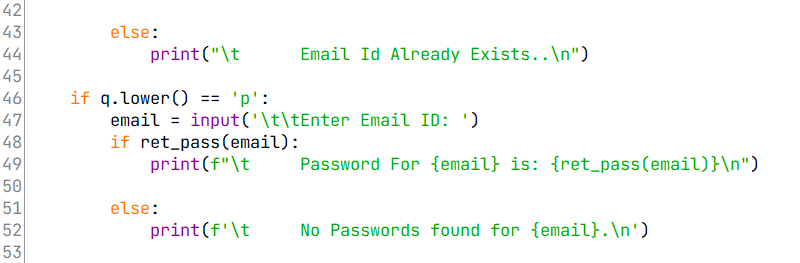 42
43        else:
44            print("\t      Email Id Already Exists..\n")
45
46    if q.lower() == 'p':
47        email = input('\t\tEnter Email ID: ')
48        if ret_pass(email):
49            print(f"\t     Password For {email} is: {ret_pass(email)}\n")
50
51        else:
52            print(f'\t     No Passwords found for {email}.\n')
53